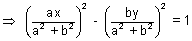 ⇒ (ax / a² + b²)² - (by / a² + b²)² = 1